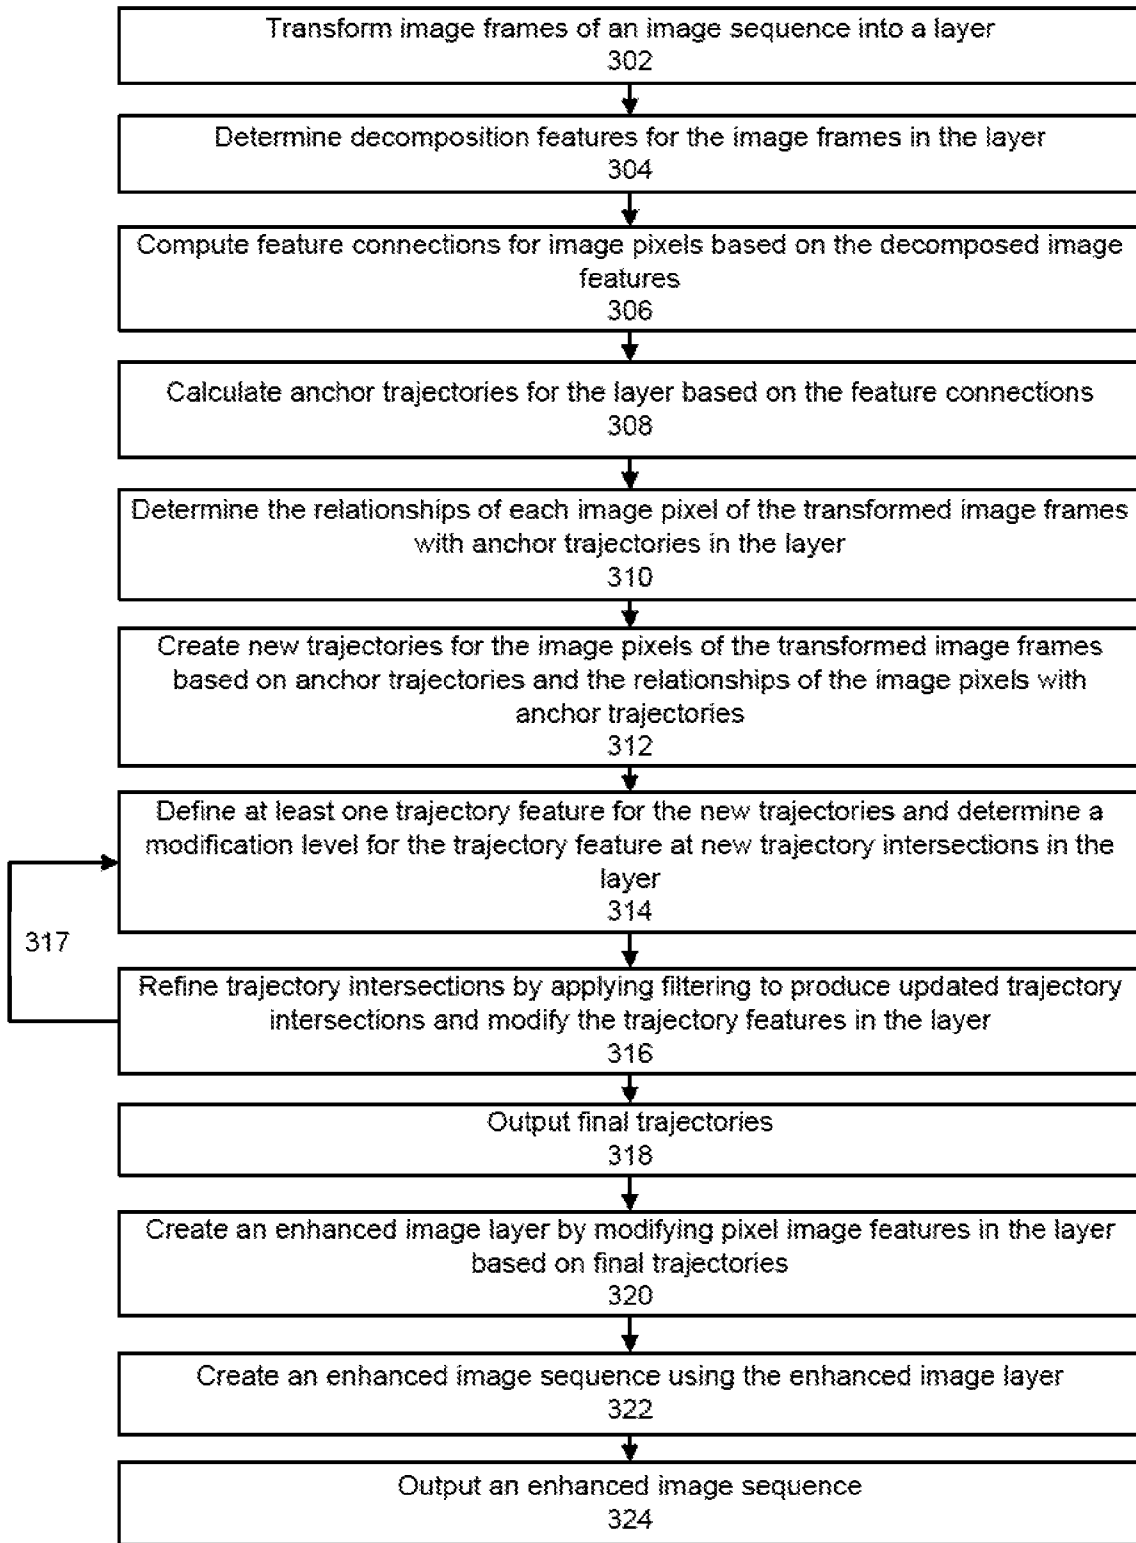 Transform image frames of an image sequence into a layer
302
Determine decomposition features for the image frames in the layer
304
Compute feature connections for image pixels based on the decomposed image
features
306
Calculate anchor trajectories for the layer based on the feature connections
308
Determine the relationships of each image pixel of the transformed image frames
with anchor trajectories in the layer
310
Create new trajectories for the image pixels of the transformed image frames
based on anchor trajectories and the relationships of the image pixels with
anchor trajectories
312
Define at least one trajectory feature for the new trajectories and determine a
modification level for the trajectory feature at new trajectory intersections in the
layer
314
317
Refine trajectory intersections by applying filtering to produce updated trajectory
intersections and modify the trajectory features in the layer
316
Output final trajectories
318
Create an enhanced image layer by modifying pixel image features in the layer
based on final trajectories
320
Create an enhanced image sequence using the enhanced image layer
322
Output an enhanced image sequence
324